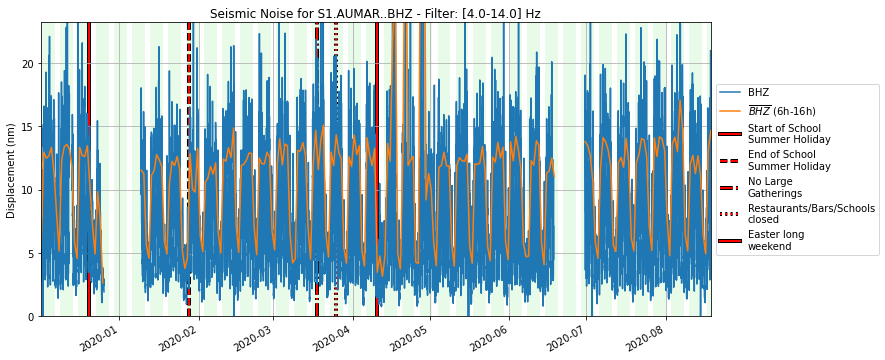 Seismic Noise for S1.AUMAR..BHZ - Filter: [4.0-14.0] Hz
Displacement (nm)
20
15
10
5
0
2020-01
2020-02
2020-03
2020-04
2020-05
2020-06
2020-07
2020-08
BHZ
BHZ (6h-16h)
Start of School
Summer Holiday
End of School
Summer Holiday
No Large
Gatherings
Restaurants/Bars/Schools
closed
Easter long
weekend